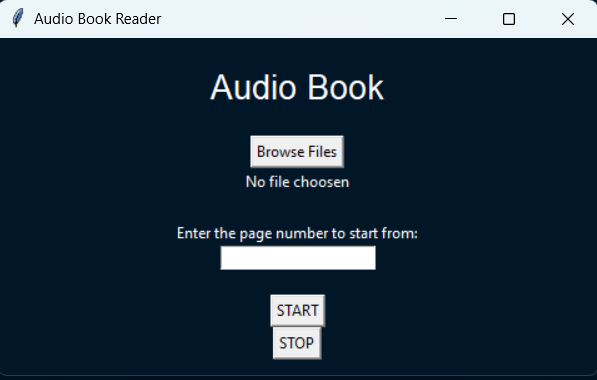 Audio Book Reader
Audio Book
Browse Files
No file choosen
Enter the page number to start from:
START
STOP